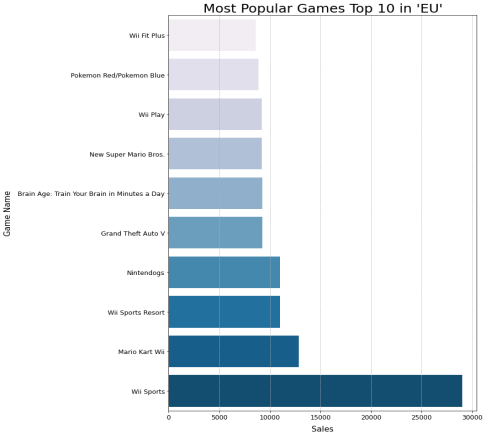 Most Popular Games Top 10 in 'EU'
Wii Fit Plus
Pokemon Red/Pokemon Blue
Wii Play
New Super Mario Bros.
Brain Age: Train Your Brain in Minutes a Day
Grand Theft Auto V
Nintendogs
Wii Sports Resort
Mario Kart Wii
Wii Sports
Game Name
0 5000 10000 15000 20000 25000 30000
Sales